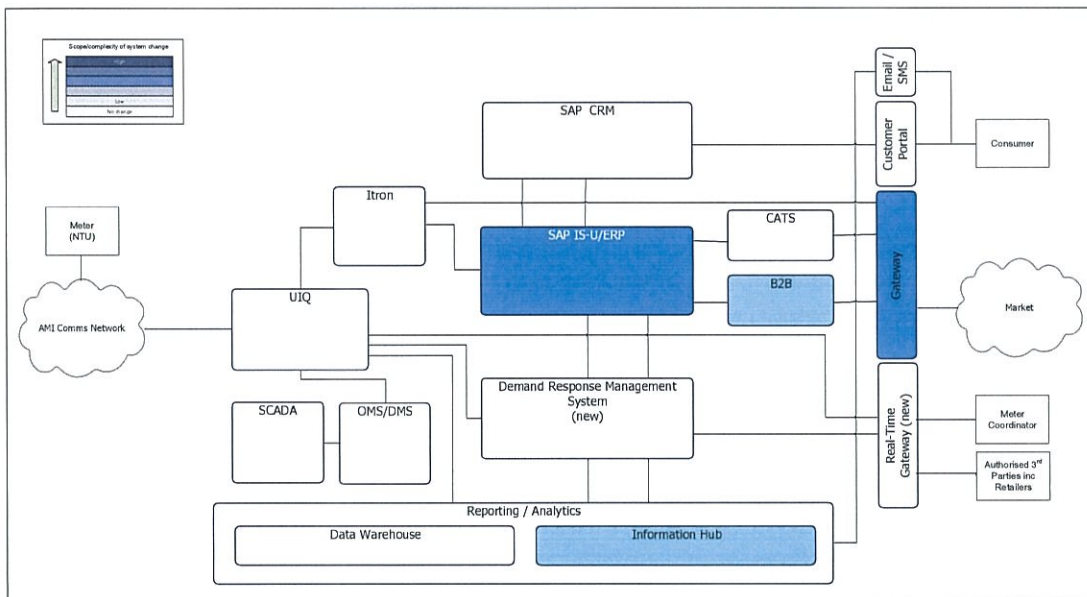 Scope/complexity of system change
High
Low
No change
Email /
SMS
SAP CRM
Customer
Portal
Consumer
Itron
Meter
(NTU)
CATS
SAP IS-U/ERP
Gateway
B2B
UIQ
AMI Comms Network
Market
Demand Response Management
System
(new)
SCADA
OMS/DMS
Real-Time
Gateway (new)
Meter
Coordinator
Authorised 3rd
Parties inc
Retailers
Reporting / Analytics
Data Warehouse
Information Hub